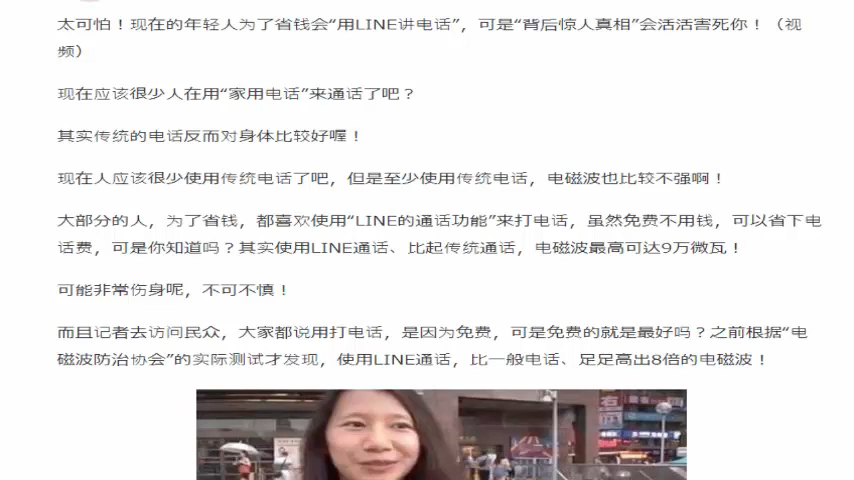 太可怕！现在的年轻人为了省钱会“用LINE讲电话”，可是“背后惊人真相”会活活害死你！（视
频）
现在应该很少人在用“家用电话”来通话了吧？
其实传统的电话反而对身体比较好喔！
现在人应该很少使用传统电话了吧，但是至少使用传统电话，电磁波也比较不强啊！
大部分的人，为了省钱，都喜欢使用“LINE的通话功能”来打电话，虽然免费不用钱，可以省下电
话费，可是你知道吗？其实使用LINE通话、比起传统通话，电磁波最高可达9万微瓦！
可能非常伤身呢，不可不慎！
而且记者去访问民众，大家都说用打电话，是因为免费，可是免费的就是最好吗？之前根据“电
磁波防治协会”的实际测试才发现，使用LINE通话，比一般电话、足足高出8倍的电磁波！